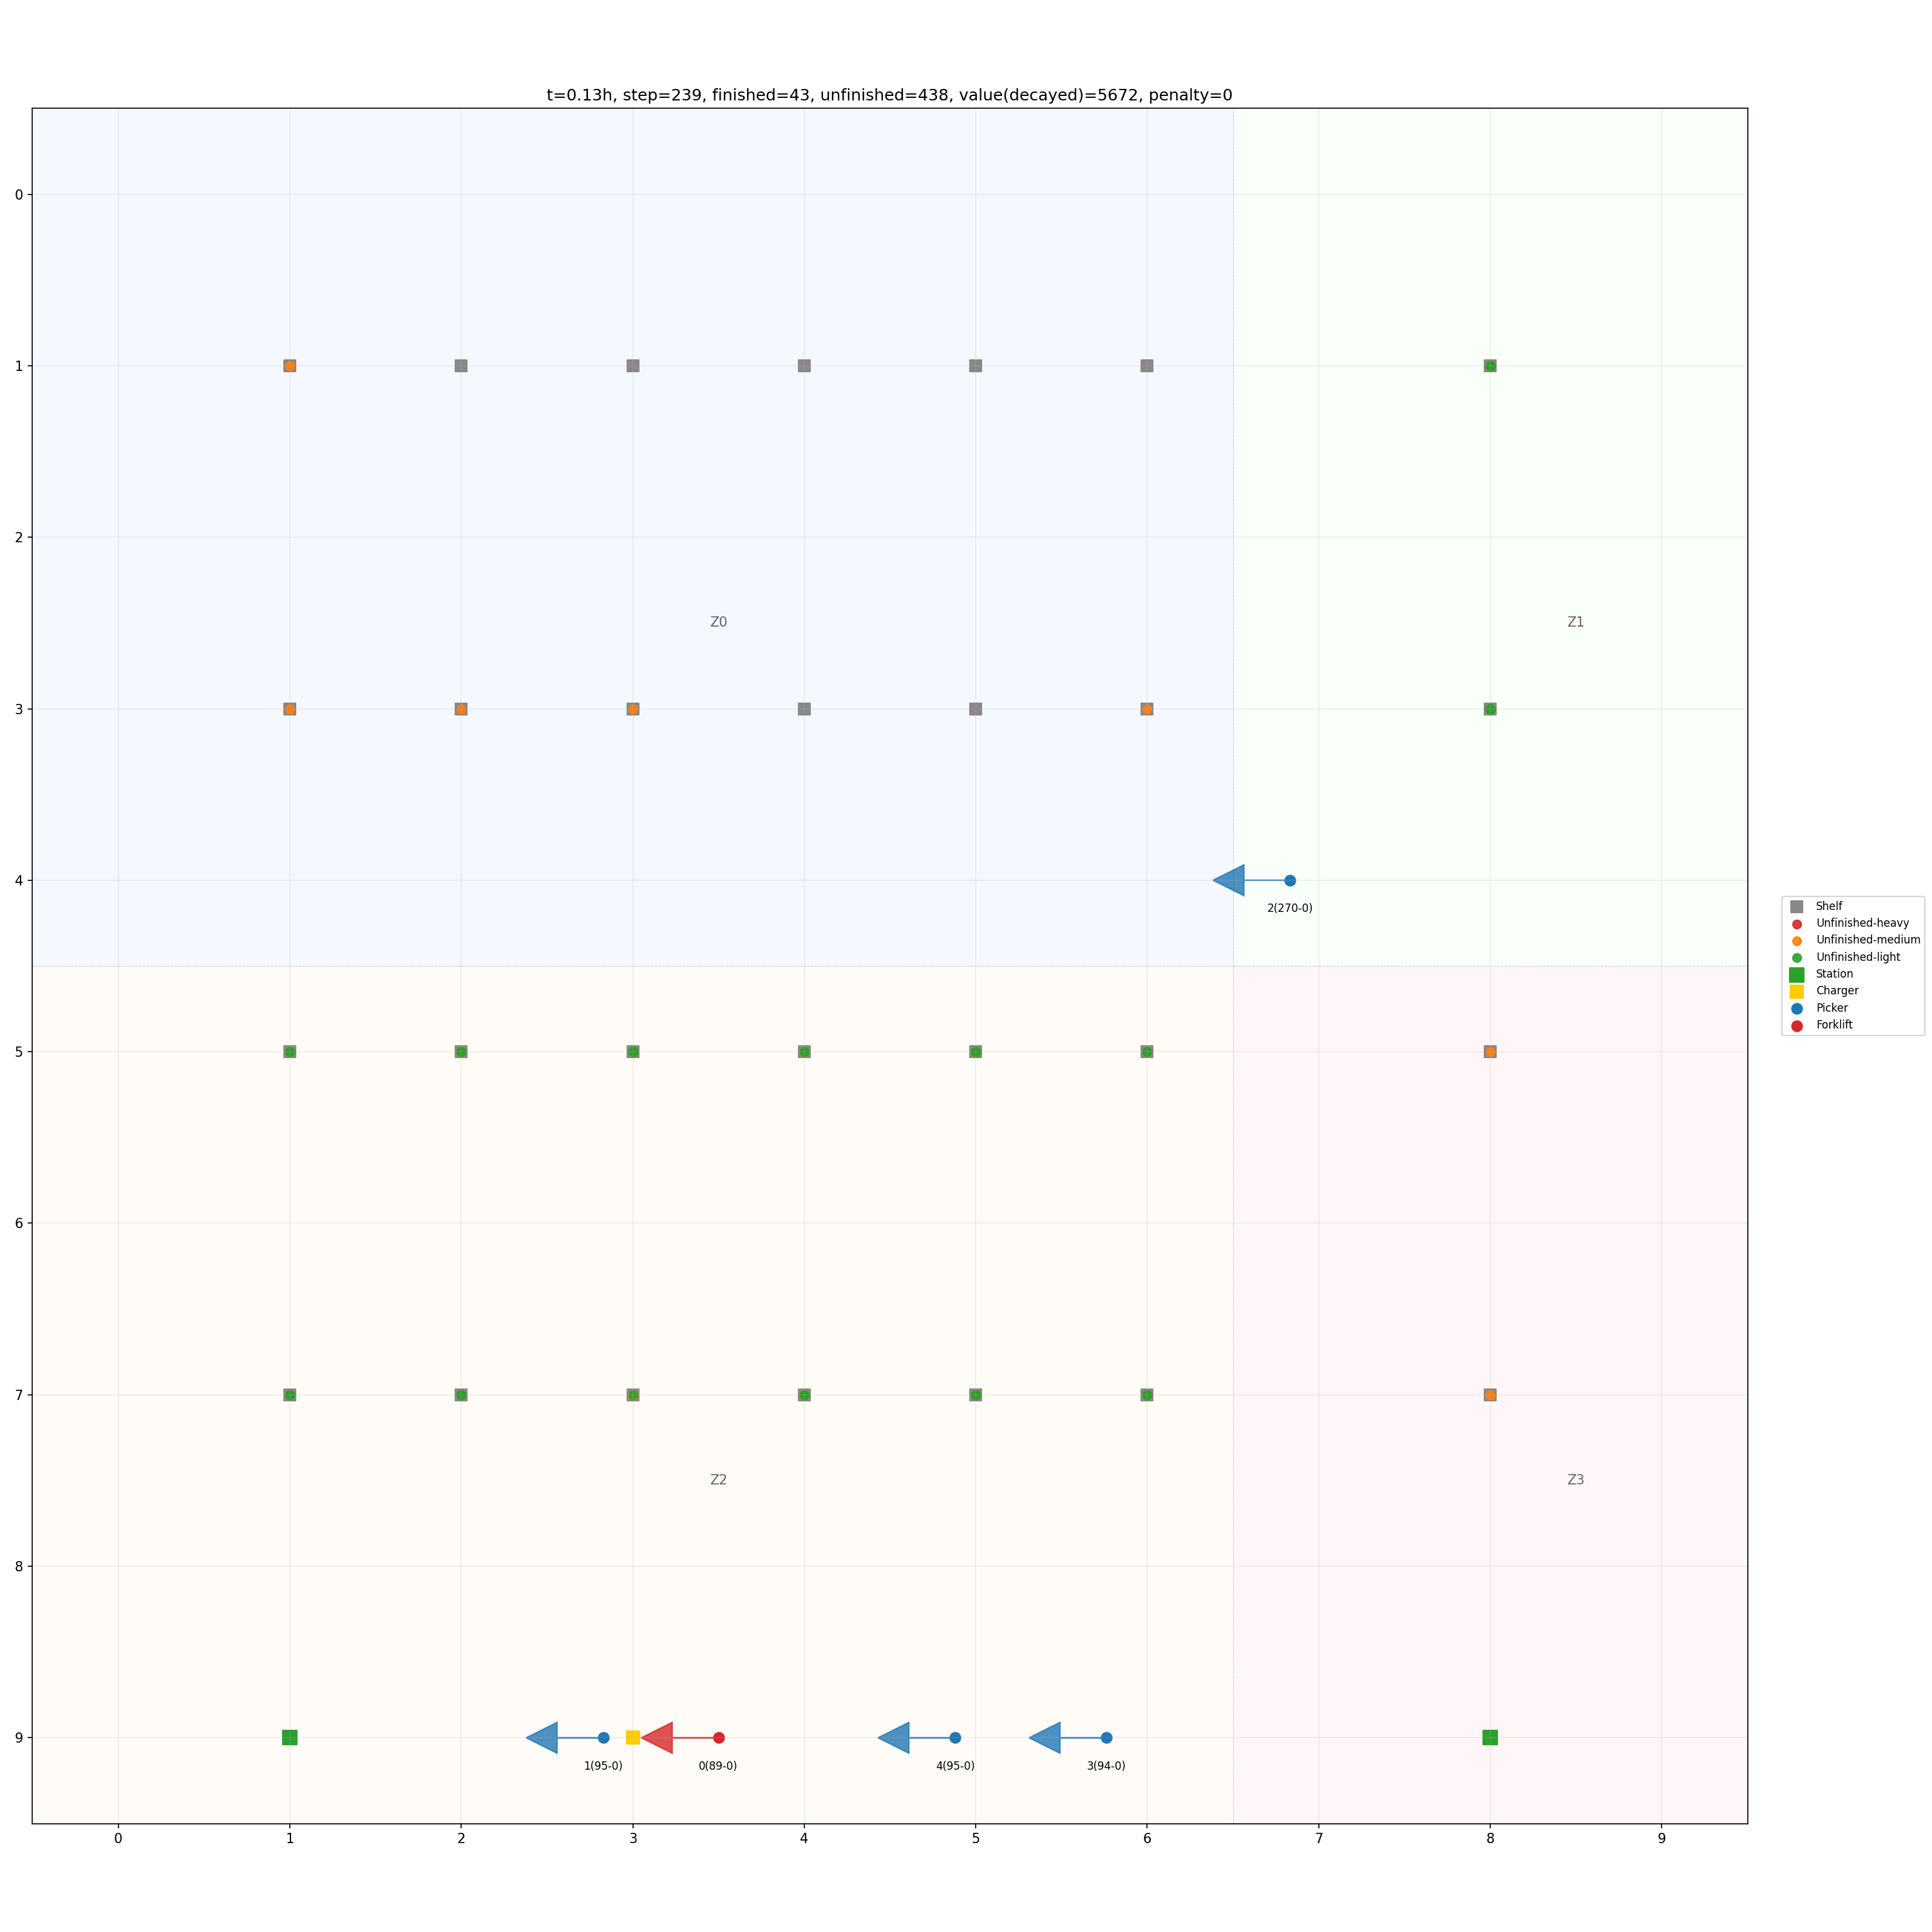 t=0.13h, step=239, finished=43, unfinished=438, value(decayed)=5672, penalty=0
0
1
2
Z0
Z1
3
4
2(270-0)
Shelf
Unfinished-heavy
Unfinished-medium
Unfinished-light
Station
Charger
Picker
Forklift
5
6
7
Z2
Z3
8
9
1(95-0)
0(89-0)
4(95-0)
3(94-0)
0 1 2 3 4 5 6 7 8 9